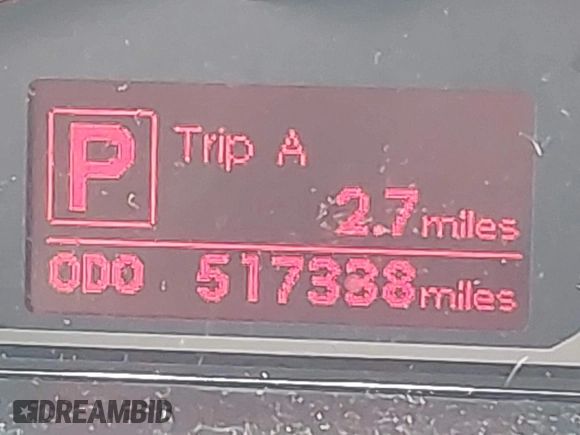 P
Trip A
2.7 miles
ODO 517338 miles
DREAMBID